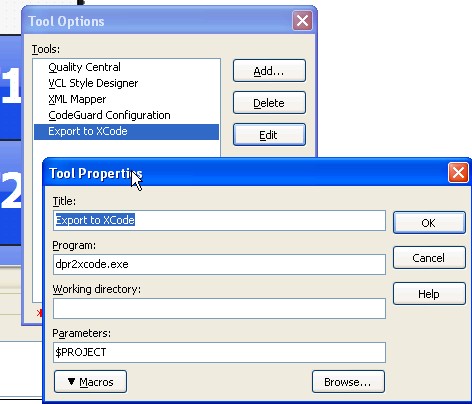 Tool Options
1
Tools:
Quality Central
VCL Style Designer
XML Mapper
CodeGuard Configuration
Export to XCode
Add...
Delete
Edit
2
Tool Properties
Title:
Export to XCode
OK
Program:
dpr2xcode.exe
Cancel
Working directory:
Help
Parameters:
$PROJECT
▼ Macros
Browse...